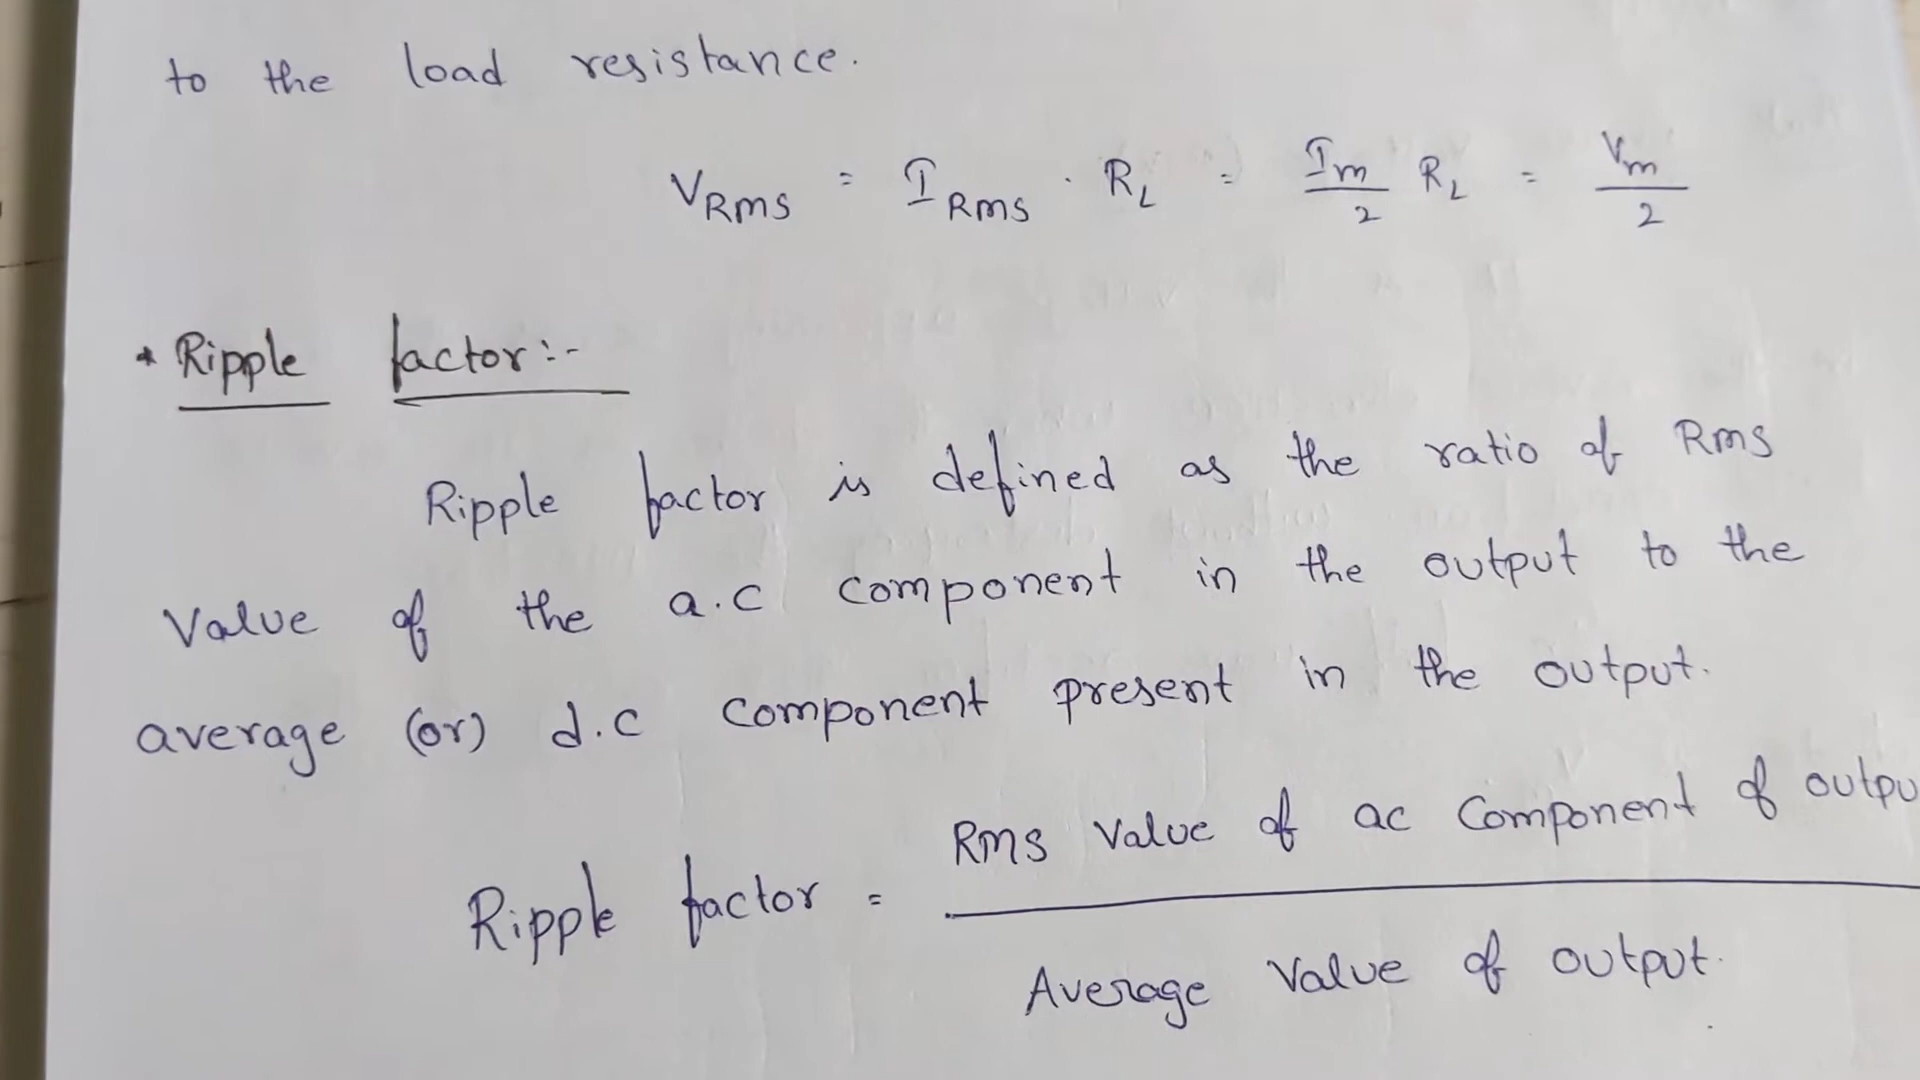 to the load resistance.
VRms = IRms . RL = Im/2 RL = Vm/2
* Ripple factor:-
Ripple factor is defined as the ratio of Rms
Value of the a.c component in the output to the
average (or) d.c component present in the output.
Ripple factor = Rms Value of ac Component of outpu
Average Value of output.